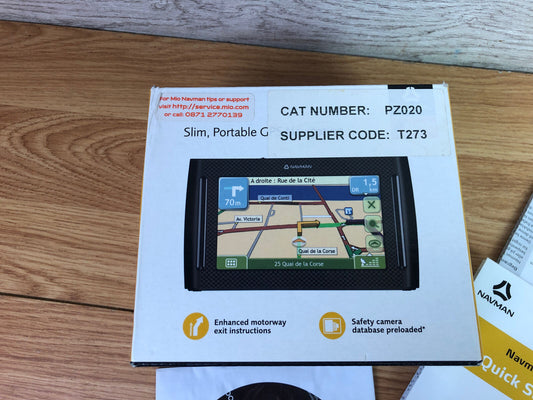 For Mio Navman tips or support
visit http://service.mio.com
or call: 0871 2770139
CAT NUMBER: PZ020
SUPPLIER CODE: T273
Slim, Portable G
NAVMAN
A droite : Rue de la Cité
70m
1,5
km
Quai de Conti
Av. Victoria
Quai de la Corse
25 Quai de la Corse
Enhanced motorway
exit instructions
Safety camera
database preloaded*
NAVMAN
Navm
Quick S